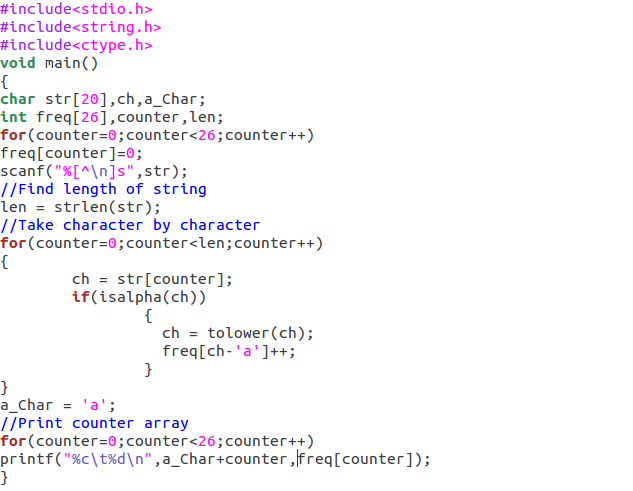 #include<stdio.h>
#include<string.h>
#include<ctype.h>
void main()
{
char str[20],ch,a_Char;
int freq[26],counter,len;
for(counter=0;counter<26;counter++)
freq[counter]=0;
scanf("%[^\n]s",str);
//Find length of string
len = strlen(str);
//Take character by character
for(counter=0;counter<len;counter++)
{
        ch = str[counter];
        if(isalpha(ch))
                {
                  ch = tolower(ch);
                  freq[ch-'a']++;
                }
}
a_Char = 'a';
//Print counter array
for(counter=0;counter<26;counter++)
printf("%c\t%d\n",a_Char+counter,freq[counter]);
}